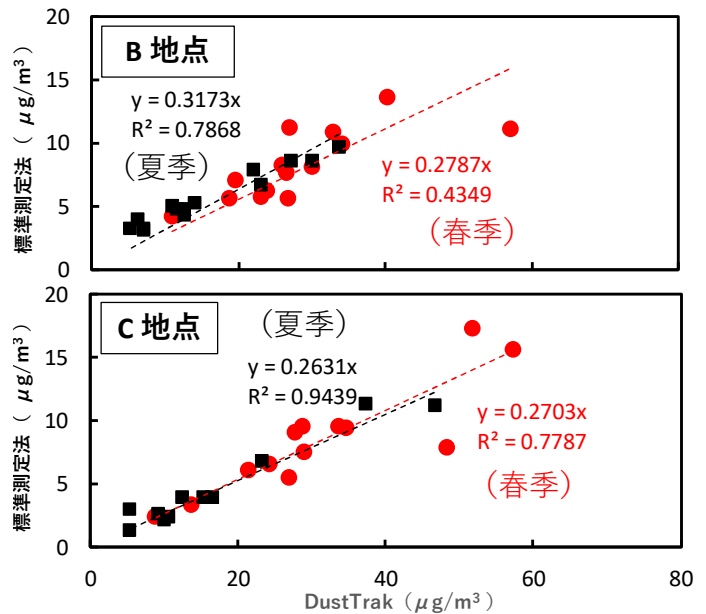 20
15
10
5
0
標準測定法（ μg/m³）
B 地点
y = 0.3173x
R² = 0.7868
（夏季）
y = 0.2787x
R² = 0.4349
（春季）
20
15
10
5
0
標準測定法（ μg/m³）
C 地点
（夏季）
y = 0.2631x
R² = 0.9439
y = 0.2703x
R² = 0.7787
（春季）
0 20 40 60 80
DustTrak（μg/m³）